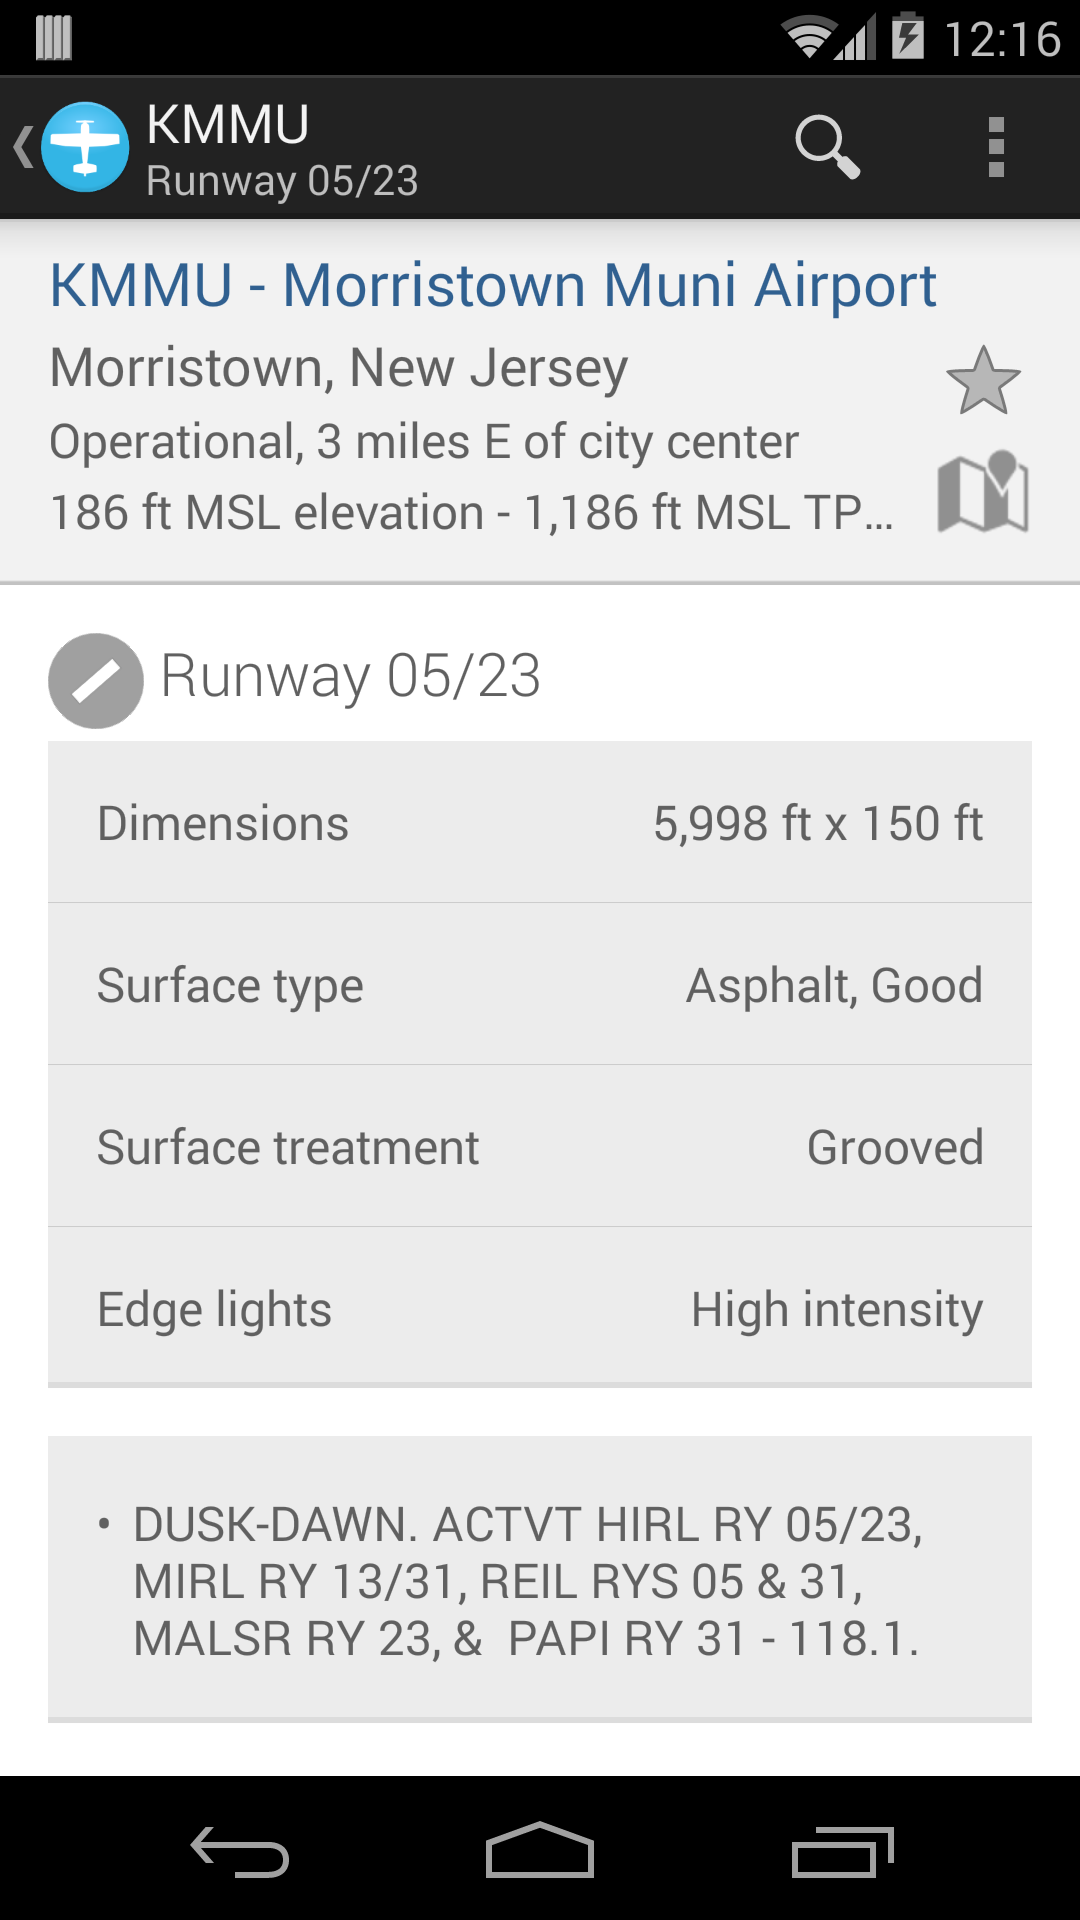 12:16
KMMU
Runway 05/23
KMMU - Morristown Muni Airport
Morristown, New Jersey
Operational, 3 miles E of city center
186 ft MSL elevation - 1,186 ft MSL TP...
Runway 05/23
Dimensions 5,998 ft x 150 ft
Surface type Asphalt, Good
Surface treatment Grooved
Edge lights High intensity
• DUSK-DAWN. ACTVT HIRL RY 05/23,
MIRL RY 13/31, REIL RYS 05 & 31,
MALSR RY 23, &  PAPI RY 31 - 118.1.